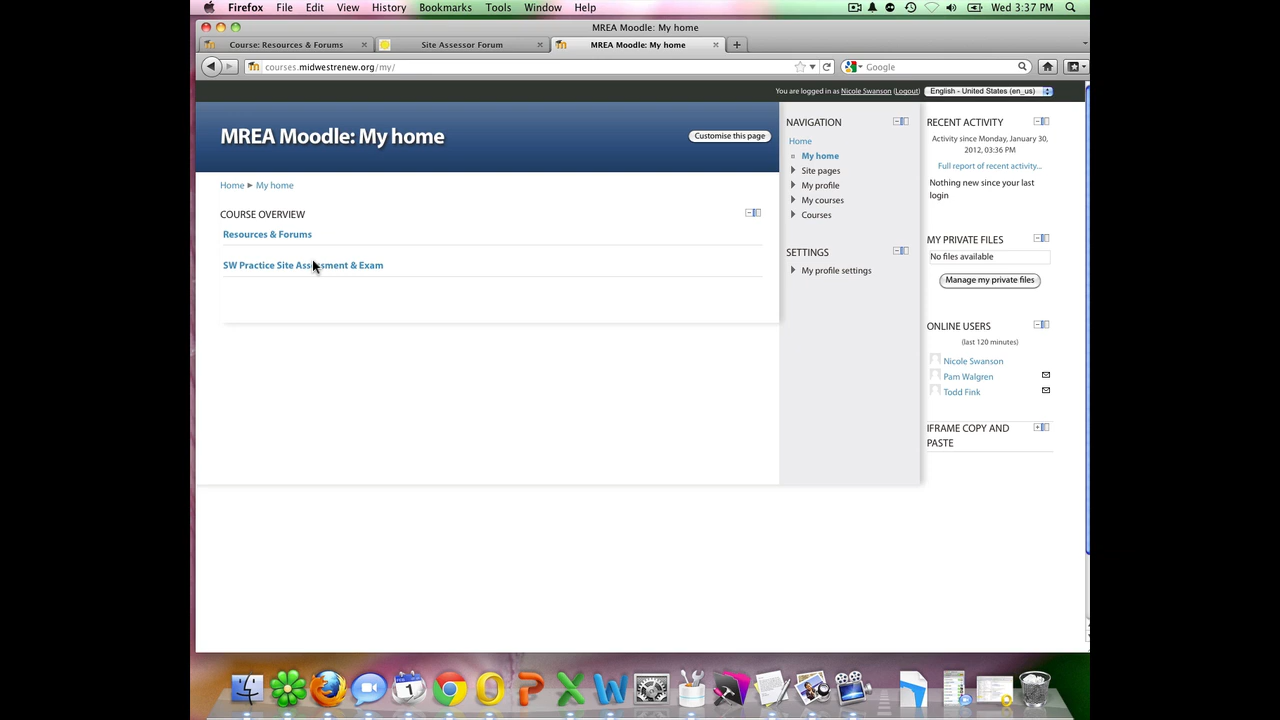 Firefox File Edit View History Bookmarks Tools Window Help Wed 3:37 PM
MREA Moodle: My home
Course: Resources & Forums Site Assessor Forum MREA Moodle: My home
courses.midwestrenew.org/my/ Google
You are logged in as Nicole Swanson (Logout) English - United States (en_us)
MREA Moodle: My home
Customise this page
Home ► My home
COURSE OVERVIEW
Resources & Forums
SW Practice Site Assessment & Exam
NAVIGATION
Home
My home
Site pages
My profile
My courses
Courses
SETTINGS
My profile settings
RECENT ACTIVITY
Activity since Monday, January 30,
2012, 03:36 PM
Full report of recent activity...
Nothing new since your last
login
MY PRIVATE FILES
No files available
Manage my private files
ONLINE USERS
(last 120 minutes)
Nicole Swanson
Pam Walgren
Todd Fink
IFRAME COPY AND
PASTE
FEB
1